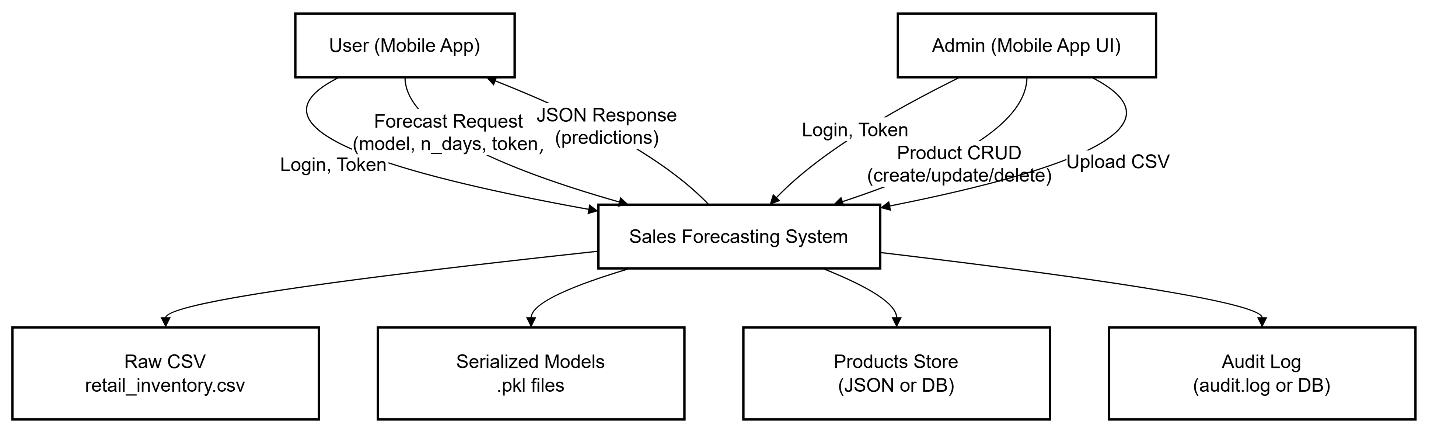 User (Mobile App)
Admin (Mobile App UI)
JSON Response
(predictions)
Forecast Request
(model, n_days, token,
Login, Token
Login, Token
Product CRUD
(create/update/delete)
Upload CSV
Sales Forecasting System
Raw CSV
retail_inventory.csv
Serialized Models
.pkl files
Products Store
(JSON or DB)
Audit Log
(audit.log or DB)